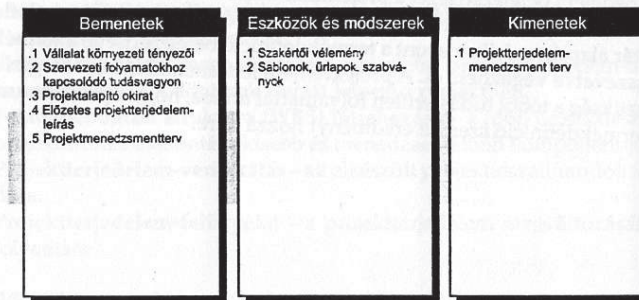 Bemenetek
.1 Vállalat környezeti tényezői
.2 Szervezeti folyamatokhoz
kapcsolódó tudásvagyon
.3 Projektalapító okirat
.4 Előzetes projektterjedelem-
leírás
.5 Projektmenedzsmentterv
Eszközök és módszerek
.1 Szakértői vélemény
.2 Sablonok, űrlapok, szabvá-
nyok
Kimenetek
.1 Projektterjedelem-
menedzsment terv